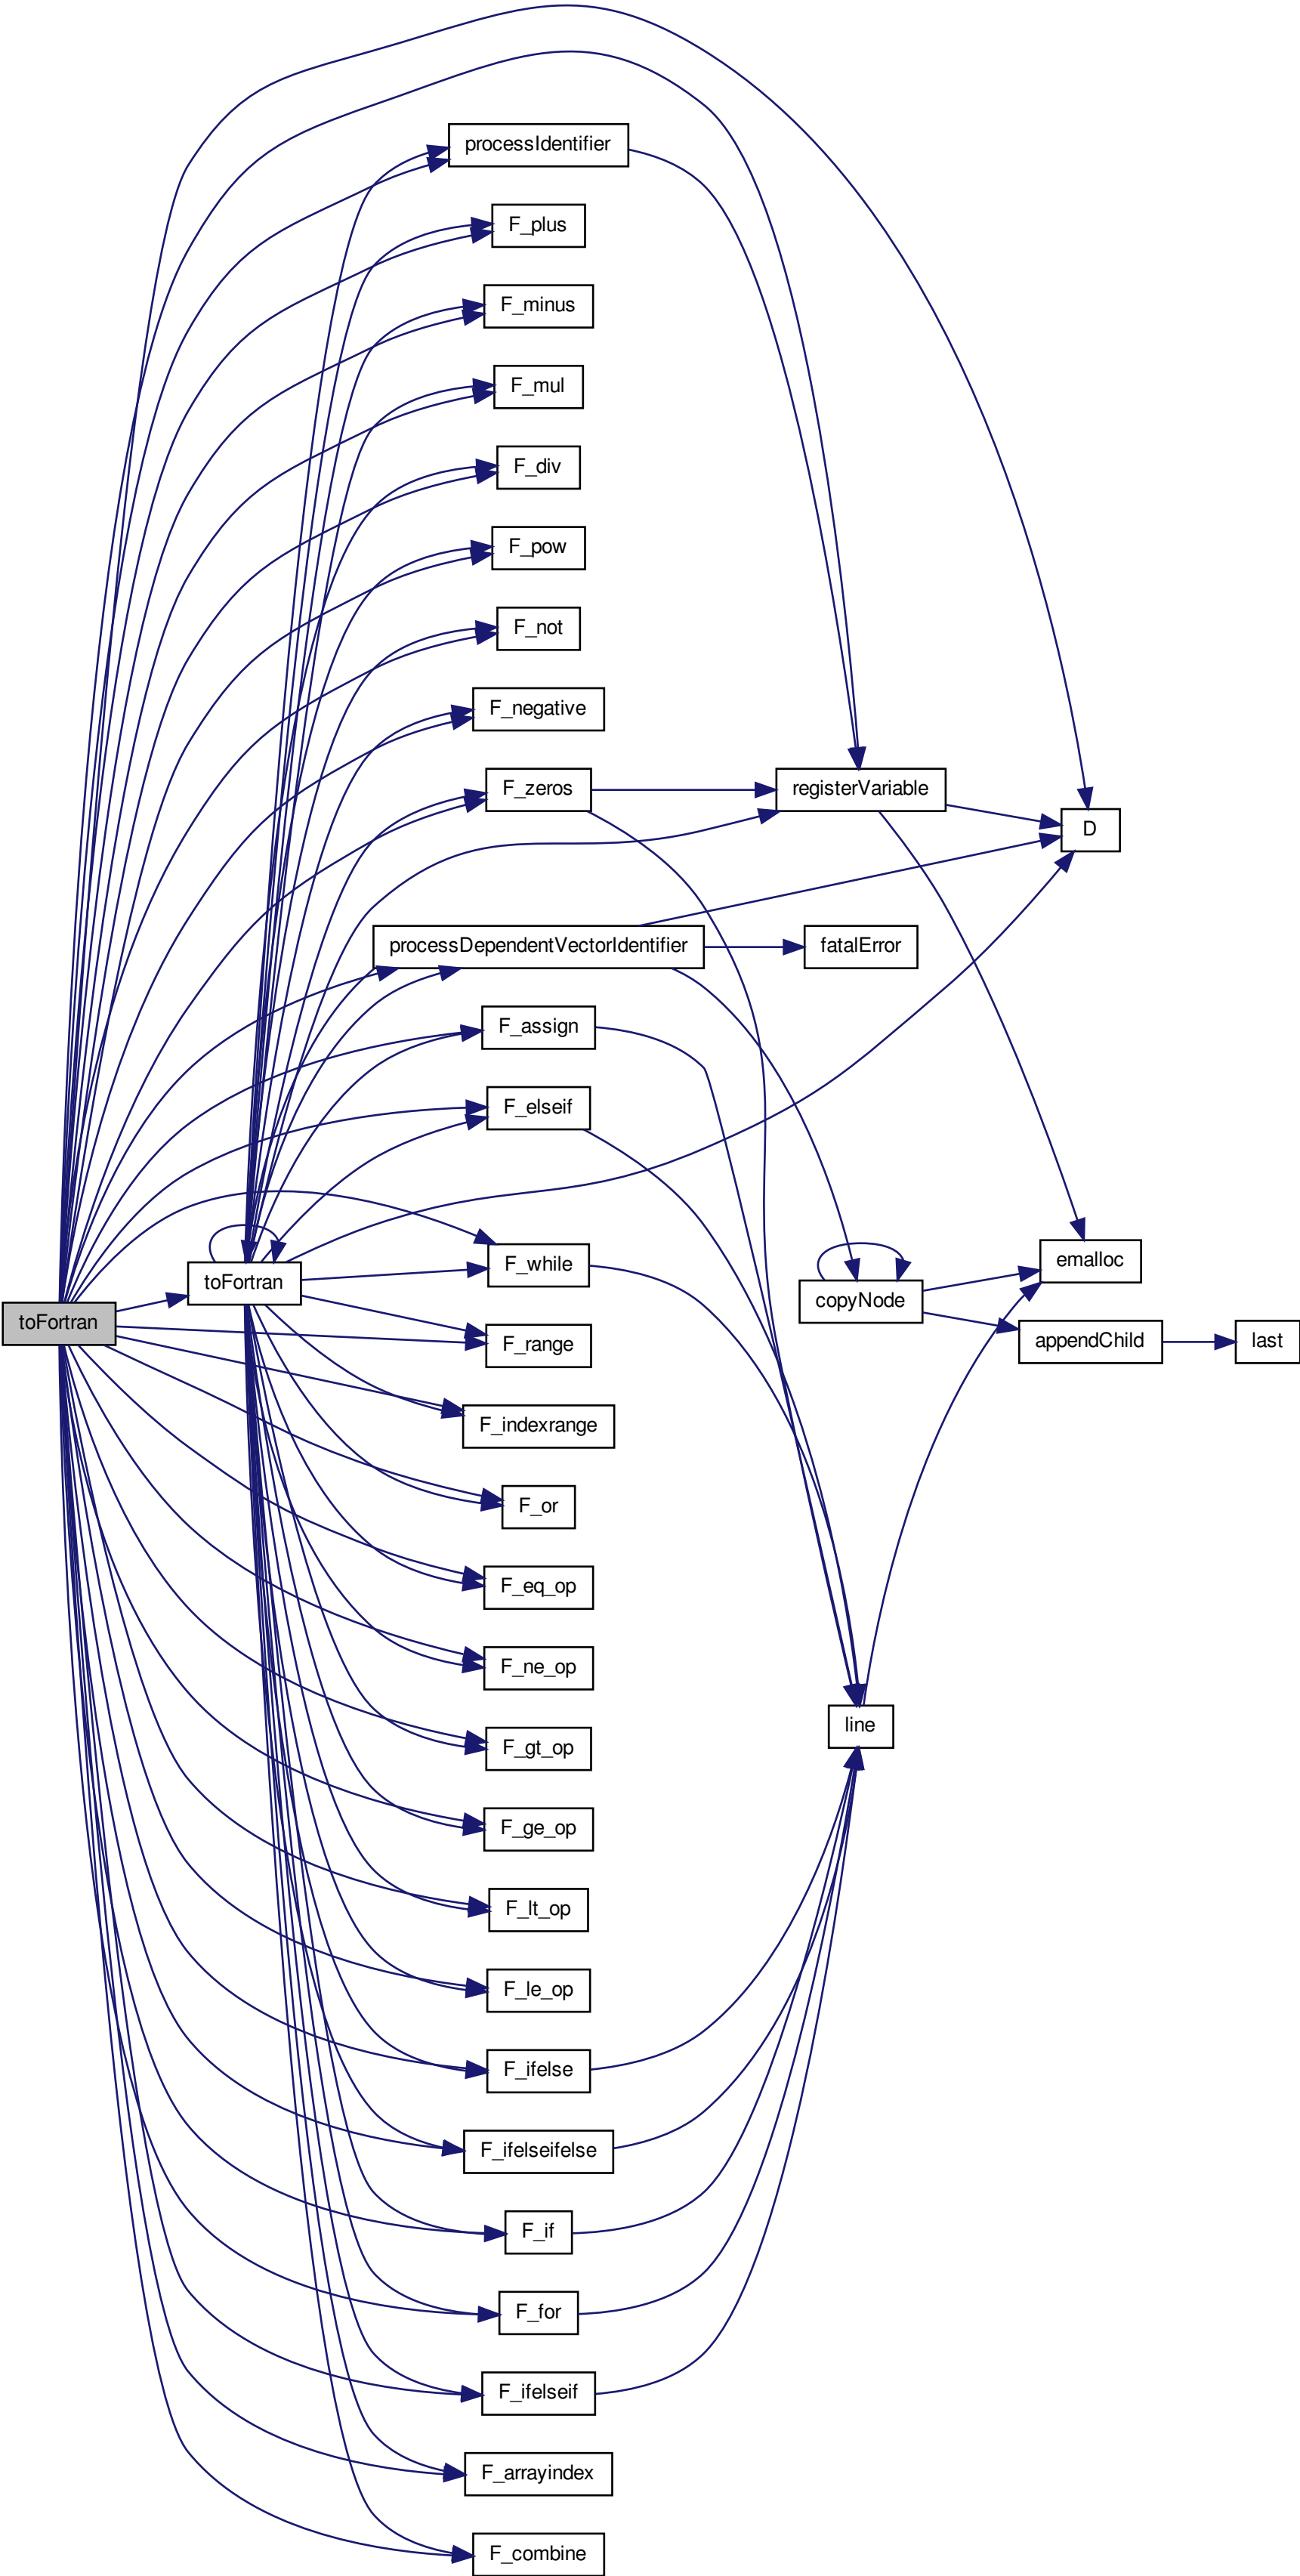 processIdentifier
F_plus
F_minus
F_mul
F_div
F_pow
F_not
F_negative
F_zeros
registerVariable
D
processDependentVectorIdentifier
fatalError
F_assign
F_elseif
F_while
emalloc
toFortran
copyNode
toFortran
F_range
appendChild
last
F_indexrange
F_or
F_eq_op
F_ne_op
line
F_gt_op
F_ge_op
F_lt_op
F_le_op
F_ifelse
F_ifelseifelse
F_if
F_for
F_ifelseif
F_arrayindex
F_combine